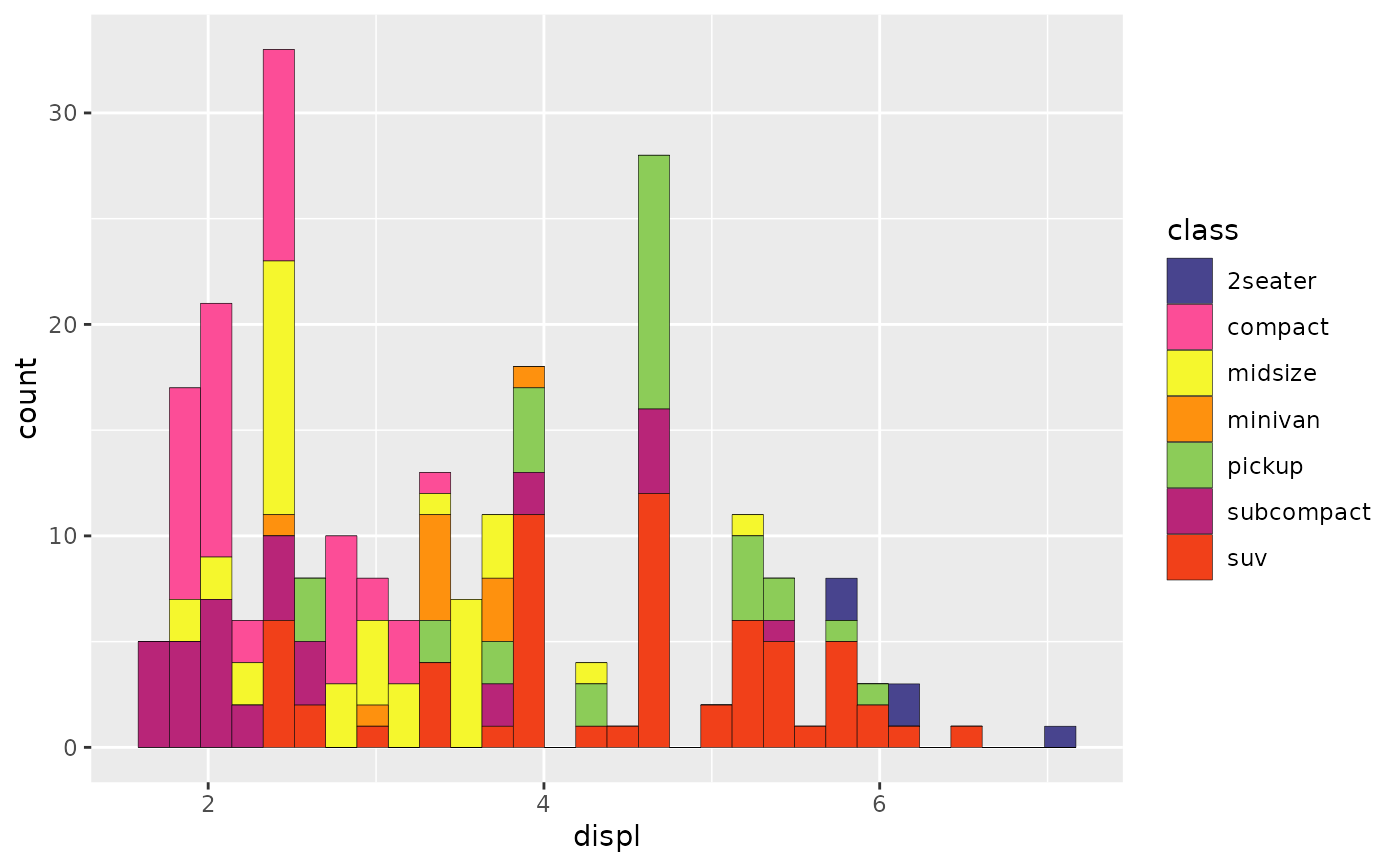 30
20
10
0
count
2 4 6
displ
class
2seater
compact
midsize
minivan
pickup
subcompact
suv